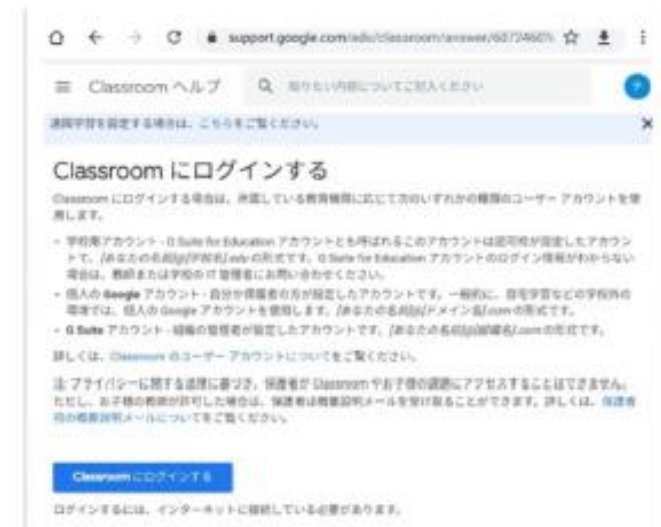 support.google.com/edu/classroom/answer/6072460?
Classroom ヘルプ
知りたい内容についてご記入ください
遠隔学習を設定する場合は、こちらをご覧ください。
Classroom にログインする
Classroom にログインする場合は、所属している教育機関に応じて次のいずれかの種類のユーザー アカウントを使
用します。
• 学校用アカウント - G Suite for Education アカウントとも呼ばれるこのアカウントは認可校が設定したアカウン
トで、[あなたの名前]@[学校名].edu の形式です。G Suite for Education アカウントのログイン情報がわからない
場合は、教師または学校の IT 管理者にお問い合わせください。
• 個人の Google アカウント - 自分か保護者の方が設定したアカウントです。一般的に、自宅学習などの学校外の
環境では、個人の Google アカウントを使用します。[あなたの名前]@[ドメイン名].com の形式です。
• G Suite アカウント - 組織の管理者が設定したアカウントです。[あなたの名前]@[組織名].com の形式です。
詳しくは、Classroom のユーザー アカウントについてをご覧ください。
注: プライバシーに関する法律に基づき、保護者が Classroom やお子様の課題にアクセスすることはできません。
ただし、お子様の教師が許可した場合は、保護者は概要説明メールを受け取ることができます。詳しくは、保護者
宛の概要説明メールについてをご覧ください。
Classroom にログインする
ログインするには、インターネットに接続している必要があります。